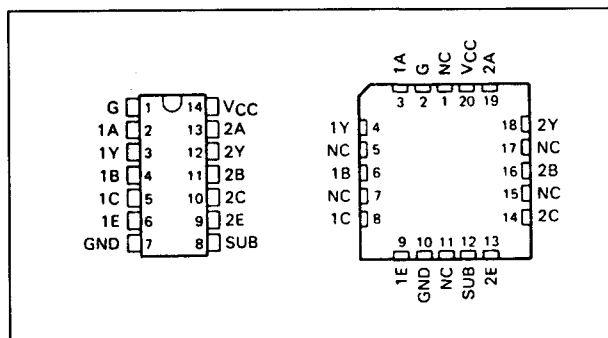 G 1 14 VCC
1A 2 13 2A
1Y 3 12 2Y
1B 4 11 2B
1C 5 10 2C
1E 6 9 2E
GND 7 8 SUB
1A G NC VCC 2A
3 2 1 20 19
1Y 4 18 2Y
NC 5 17 NC
1B 6 16 2B
NC 7 15 NC
1C 8 14 2C
9 10 11 12 13
1E GND NC SUB 2E